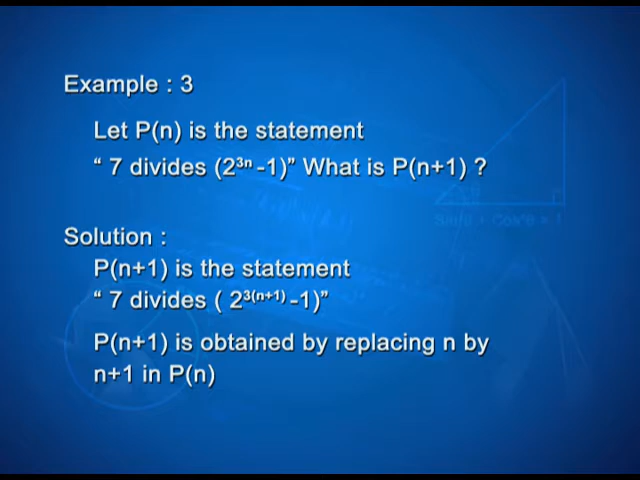 Example : 3
Let P(n) is the statement
“ 7 divides (2³ⁿ -1)” What is P(n+1) ?
Solution :
P(n+1) is the statement
“ 7 divides ( 2³⁽ⁿ⁺¹⁾ -1)”
P(n+1) is obtained by replacing n by
n+1 in P(n)